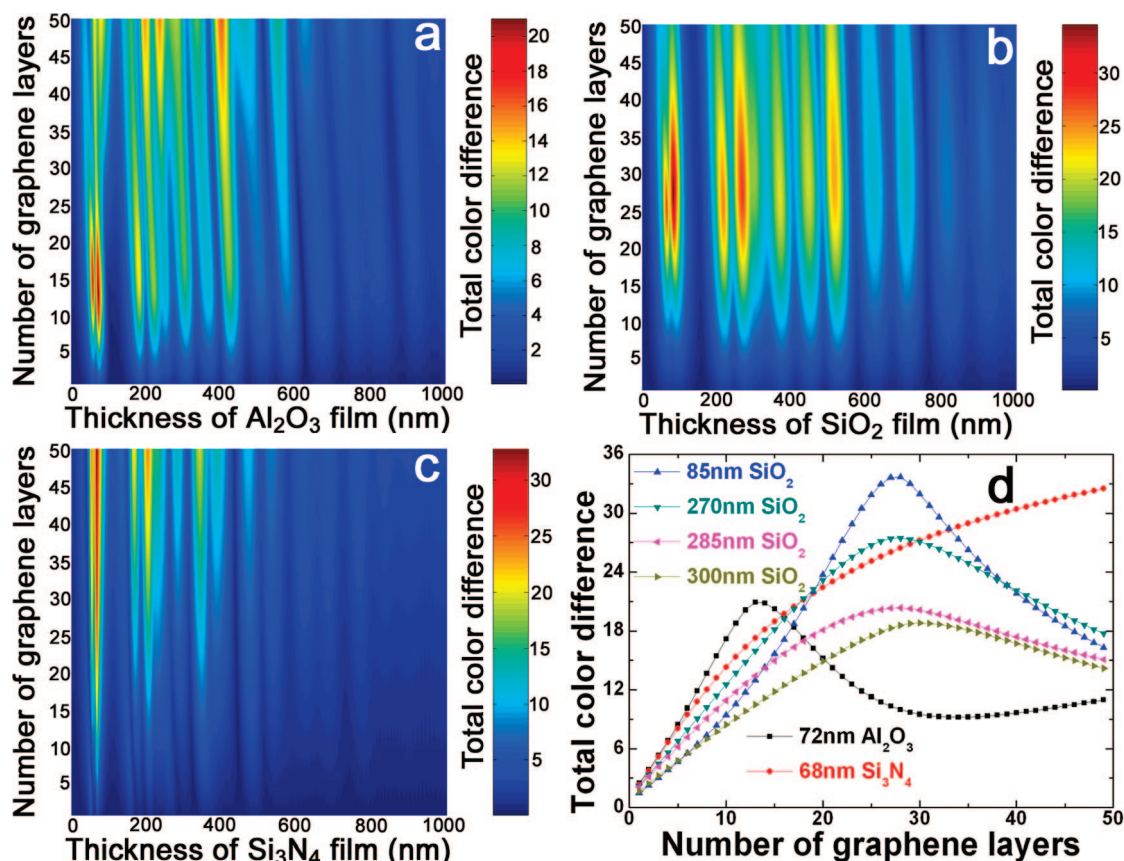 a
Number of graphene layers
50
45
40
35
30
25
20
15
10
5
0 200 400 600 800 1000
Thickness of Al₂O₃ film (nm)
Total color difference
20
18
16
14
12
10
8
6
4
2
b
Number of graphene layers
50
45
40
35
30
25
20
15
10
5
0 200 400 600 800 1000
Thickness of SiO₂ film (nm)
Total color difference
30
25
20
15
10
5
c
Number of graphene layers
50
45
40
35
30
25
20
15
10
5
0 200 400 600 800 1000
Thickness of Si₃N₄ film (nm)
Total color difference
30
25
20
15
10
5
d
Total color difference
36
30
24
18
12
6
0
85nm SiO₂
270nm SiO₂
285nm SiO₂
300nm SiO₂
72nm Al₂O₃
68nm Si₃N₄
0 10 20 30 40 50
Number of graphene layers